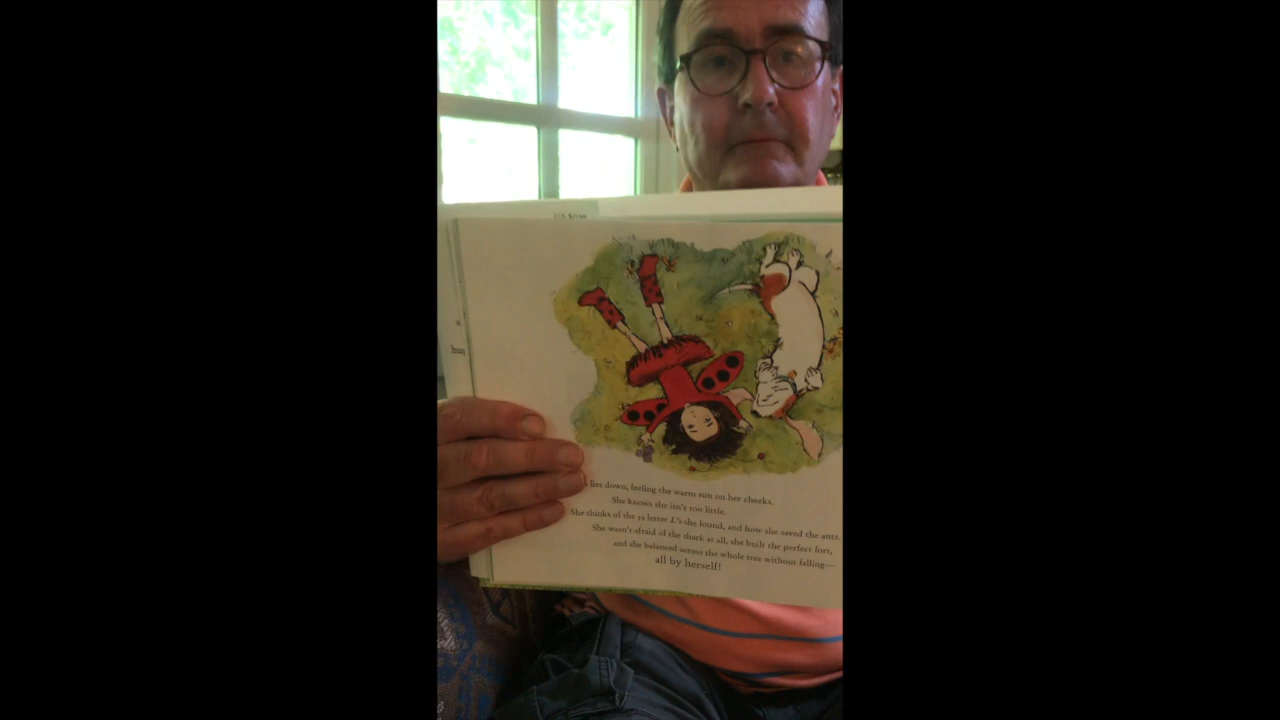 lies down, feeling the warm sun on her cheeks.
She knows she isn't too little.
She thinks of the letter L's she found, and how she saved the ants.
She wasn't afraid of the shark at all, she built the perfect fort,
and she balanced across the whole tree without falling—
all by herself!